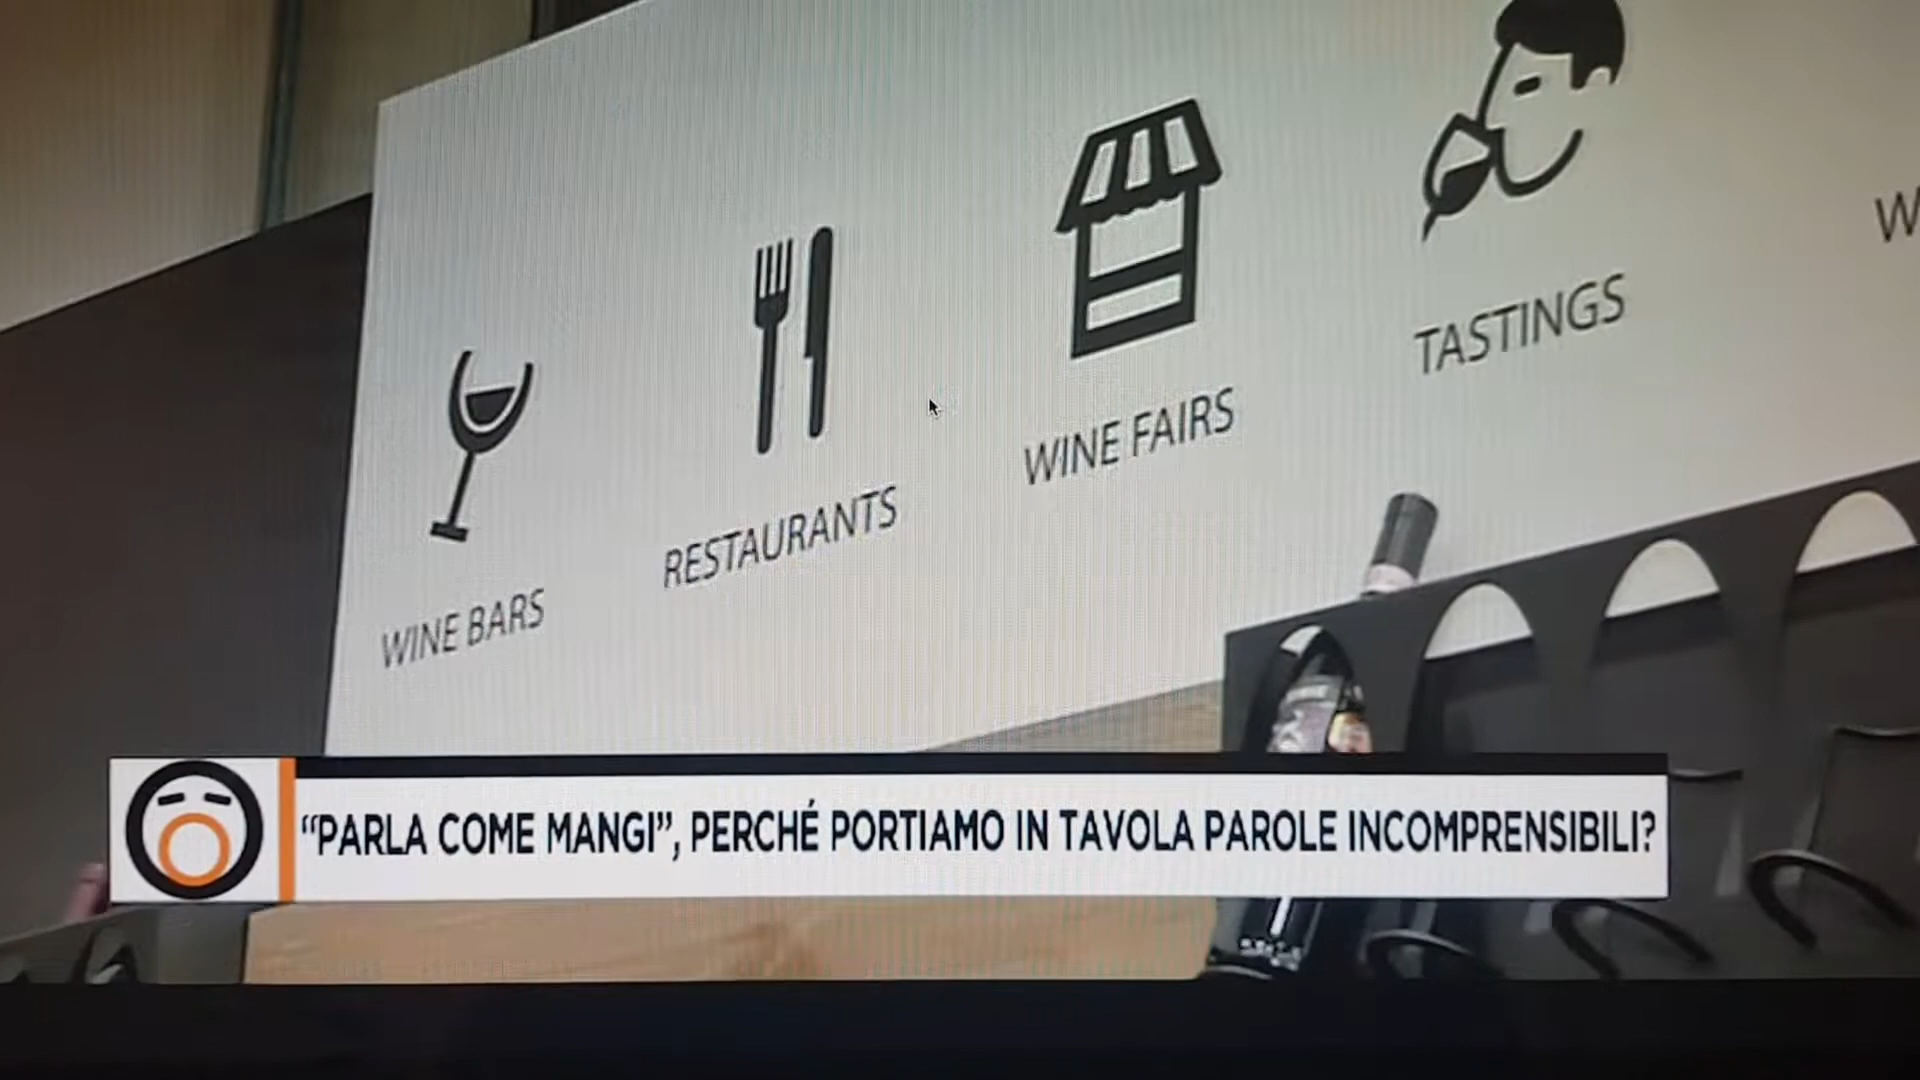 WINE BARS
RESTAURANTS
WINE FAIRS
TASTINGS
“PARLA COME MANGI”, PERCHÉ PORTIAMO IN TAVOLA PAROLE INCOMPRENSIBILI?